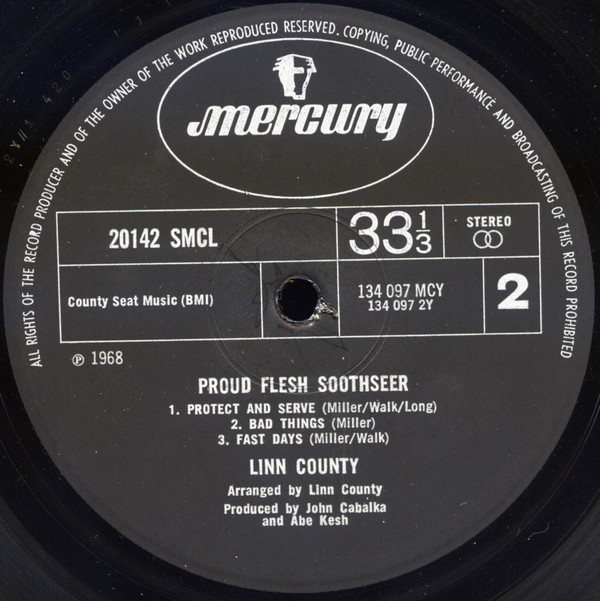 ALL RIGHTS OF THE RECORD PRODUCER AND OF THE OWNER OF THE WORK REPRODUCED RESERVED. COPYING, PUBLIC PERFORMANCE AND BROADCASTING OF THIS RECORD PROHIBITED
mercury
20142 SMCL
33 1/3
STEREO
County Seat Music (BMI)
134 097 MCY
134 097 2Y
2
℗ 1968
PROUD FLESH SOOTHSEER
1. PROTECT AND SERVE (Miller/Walk/Long)
2. BAD THINGS (Miller)
3. FAST DAYS (Miller/Walk)
LINN COUNTY
Arranged by Linn County
Produced by John Cabalka
and Abe Kesh